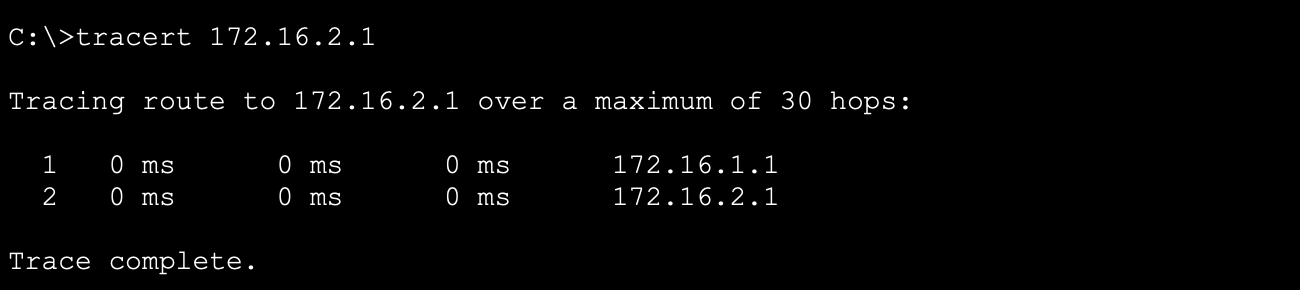 C:\>tracert 172.16.2.1
Tracing route to 172.16.2.1 over a maximum of 30 hops:
1 0 ms 0 ms 0 ms 172.16.1.1
2 0 ms 0 ms 0 ms 172.16.2.1
Trace complete.